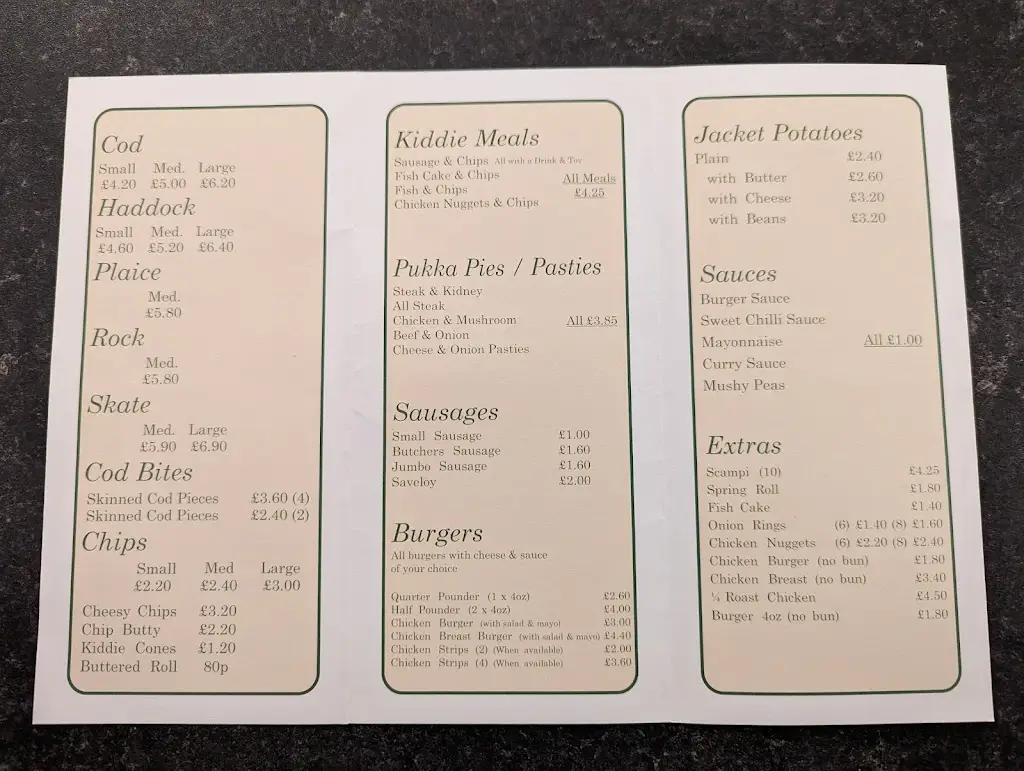 Cod
Small Med. Large
£4.20 £5.00 £6.20
Haddock
Small Med. Large
£4.60 £5.20 £6.40
Plaice
Med.
£5.80
Rock
Med.
£5.80
Skate
Med. Large
£5.90 £6.90
Cod Bites
Skinned Cod Pieces £3.60 (4)
Skinned Cod Pieces £2.40 (2)
Chips
Small Med Large
£2.20 £2.40 £3.00
Cheesy Chips £3.20
Chip Butty £2.20
Kiddie Cones £1.20
Buttered Roll 80p
Kiddie Meals
Sausage & Chips All with a Drink & Toy
Fish Cake & Chips All Meals
Fish & Chips £4.25
Chicken Nuggets & Chips
Pukka Pies / Pasties
Steak & Kidney
All Steak
Chicken & Mushroom All £3.85
Beef & Onion
Cheese & Onion Pasties
Sausages
Small Sausage £1.00
Butchers Sausage £1.60
Jumbo Sausage £1.60
Saveloy £2.00
Burgers
All burgers with cheese & sauce
of your choice
Quarter Pounder (1 x 4oz) £2.60
Half Pounder (2 x 4oz) £4.00
Chicken Burger (with salad & mayo) £3.00
Chicken Breast Burger (with salad & mayo) £4.40
Chicken Strips (2) (When available) £2.00
Chicken Strips (4) (When available) £3.60
Jacket Potatoes
Plain £2.40
with Butter £2.60
with Cheese £3.20
with Beans £3.20
Sauces
Burger Sauce
Sweet Chilli Sauce
Mayonnaise All £1.00
Curry Sauce
Mushy Peas
Extras
Scampi (10) £4.25
Spring Roll £1.80
Fish Cake £1.40
Onion Rings (6) £1.40 (8) £1.60
Chicken Nuggets (6) £2.20 (8) £2.40
Chicken Burger (no bun) £1.80
Chicken Breast (no bun) £3.40
¼ Roast Chicken £4.50
Burger 4oz (no bun) £1.80